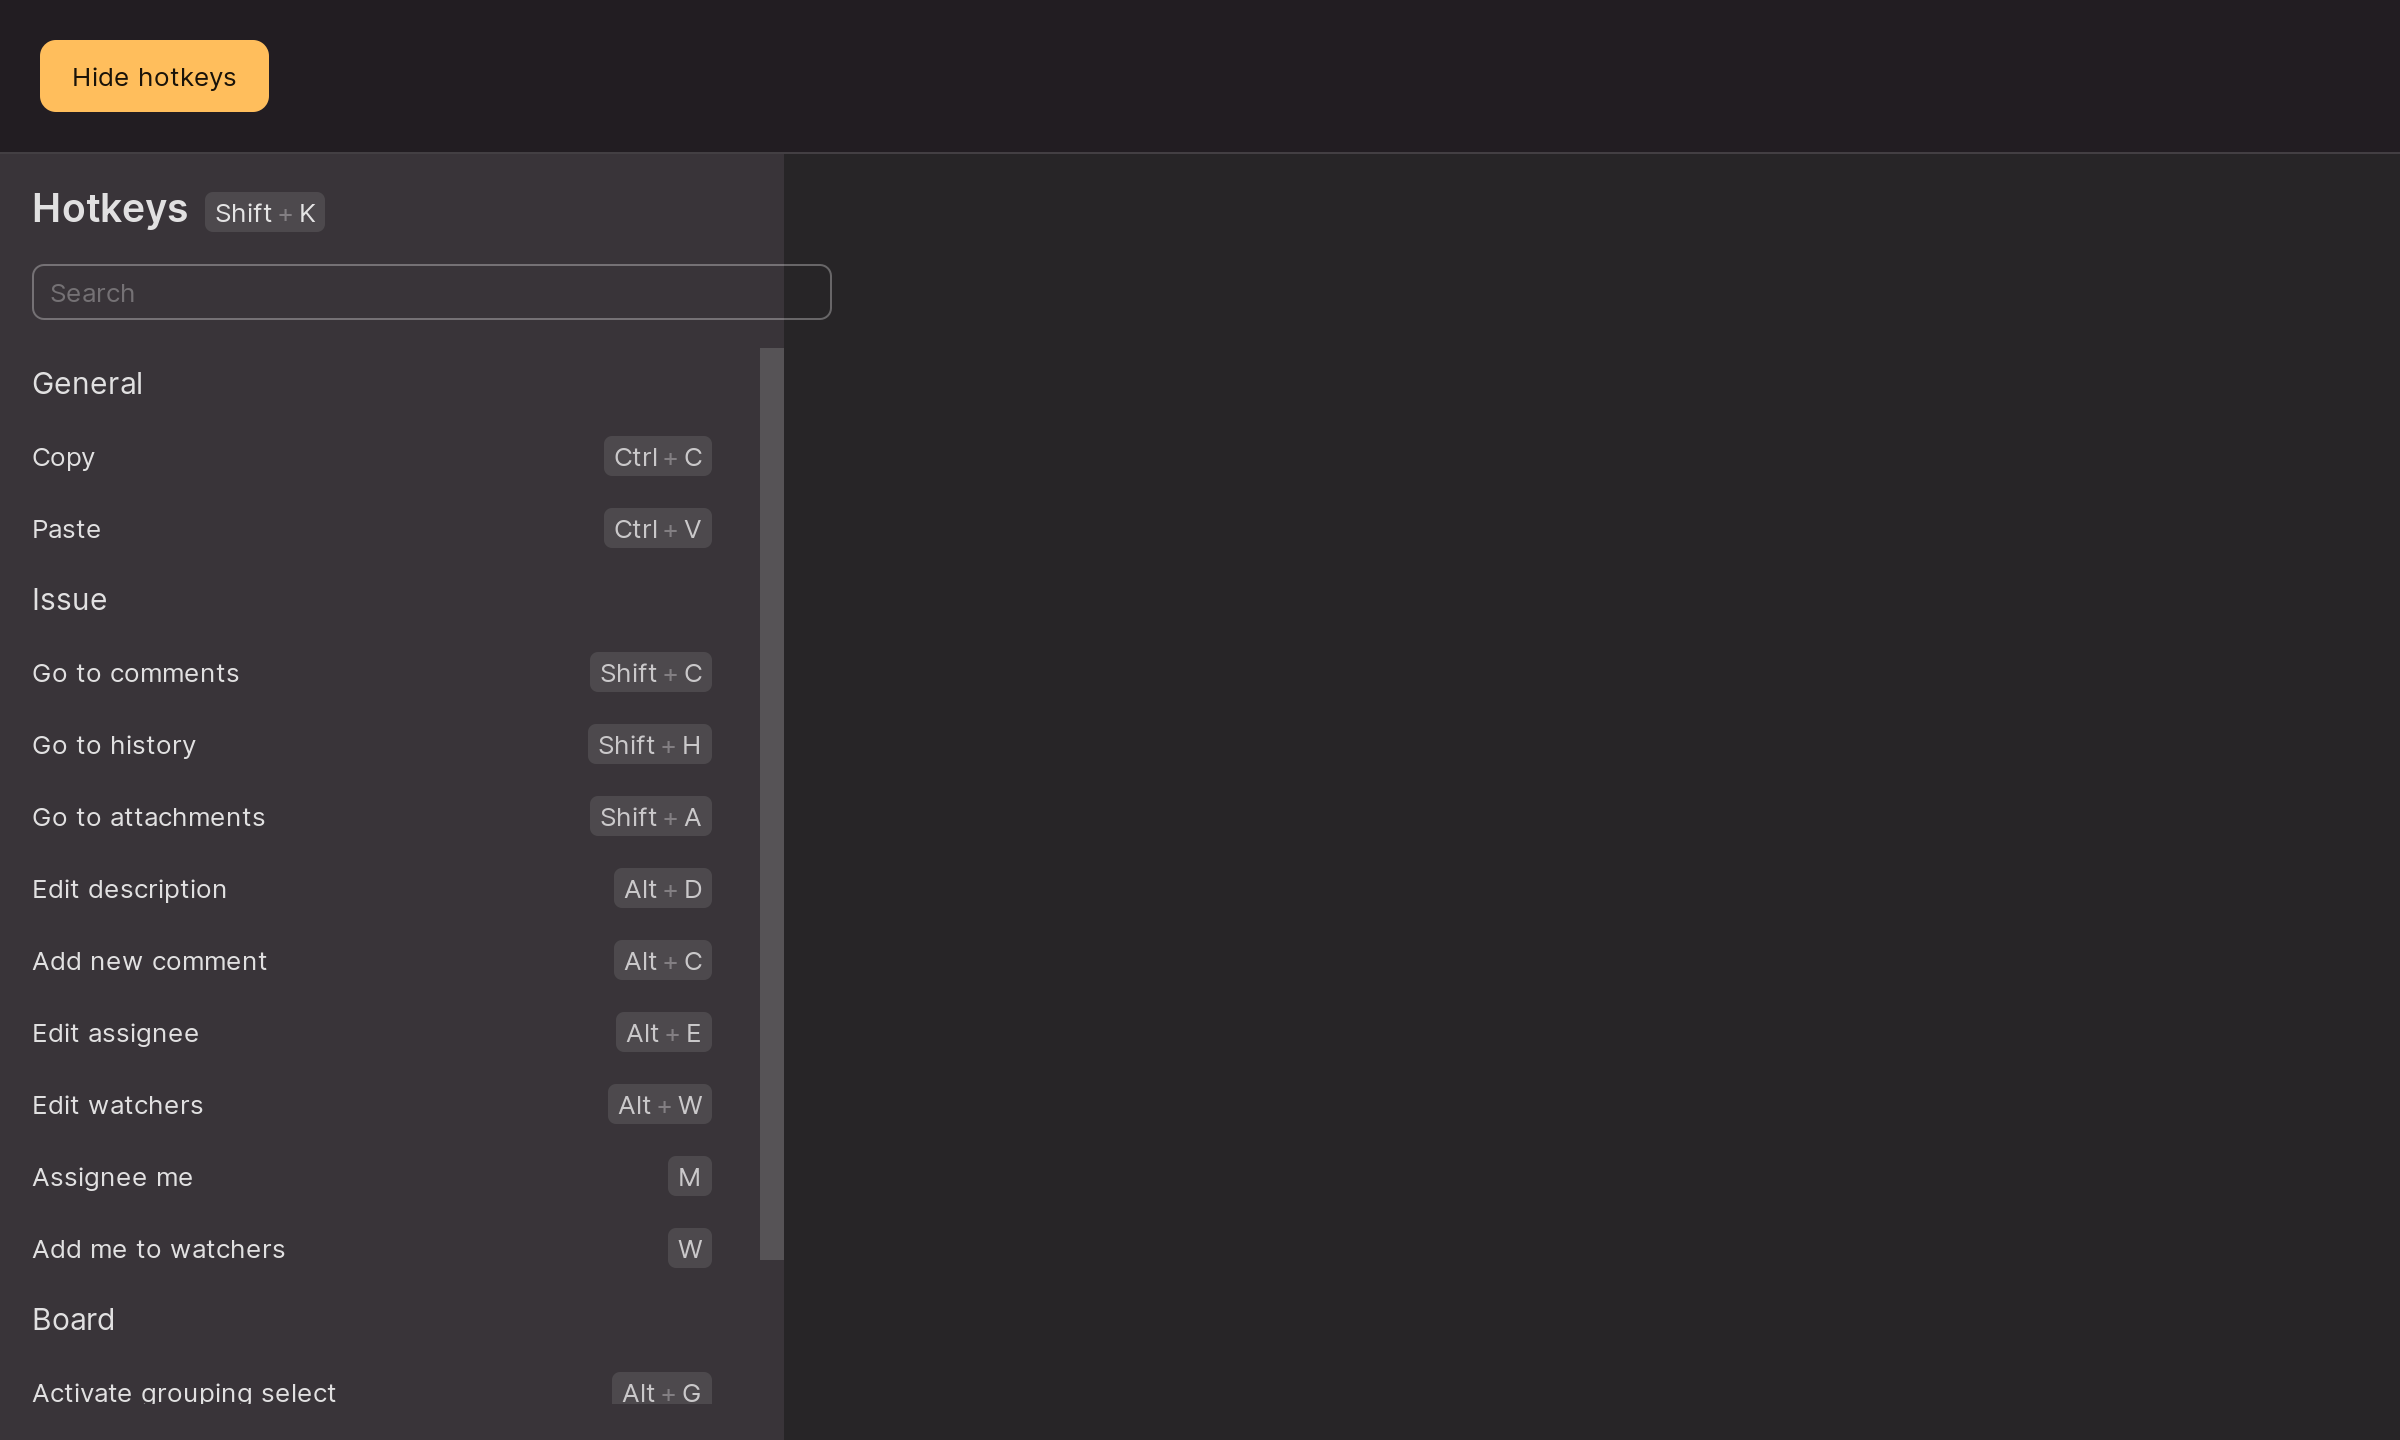 Hide hotkeys
Hotkeys Shift + K
Search
General
Copy Ctrl + C
Paste Ctrl + V
Issue
Go to comments Shift + C
Go to history Shift + H
Go to attachments Shift + A
Edit description Alt + D
Add new comment Alt + C
Edit assignee Alt + E
Edit watchers Alt + W
Assignee me M
Add me to watchers W
Board
Activate grouping select Alt + G